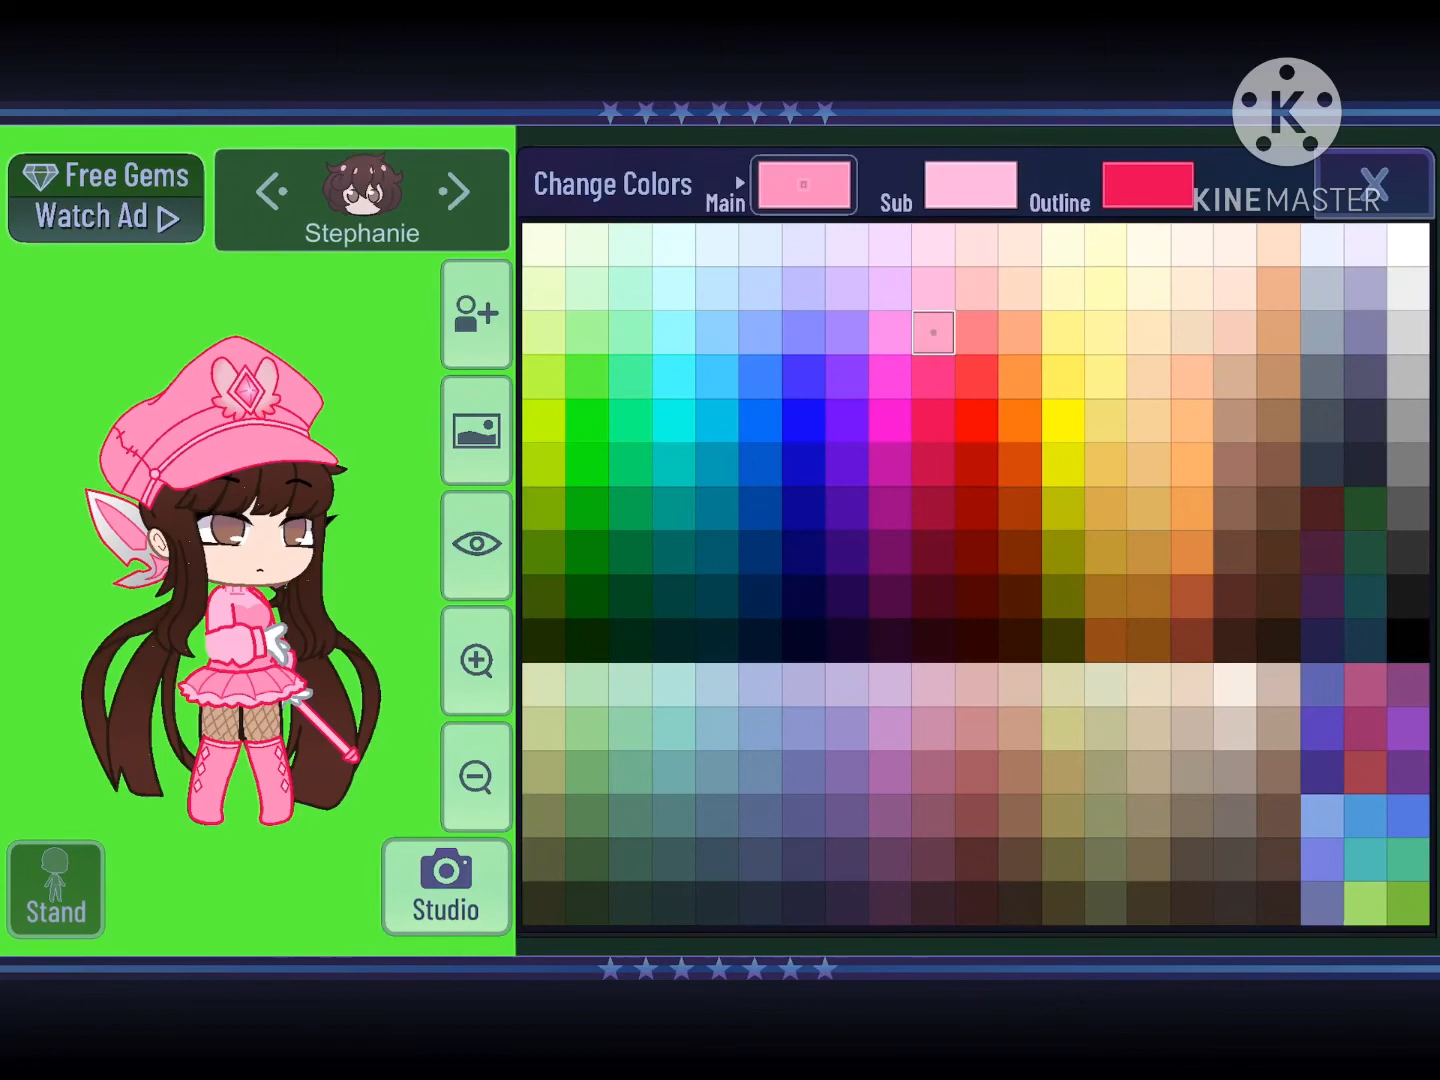 Free Gems
Watch Ad
Stephanie
Change Colors
Main
Sub
Outline
X
K
KINEMASTER
Stand
Studio